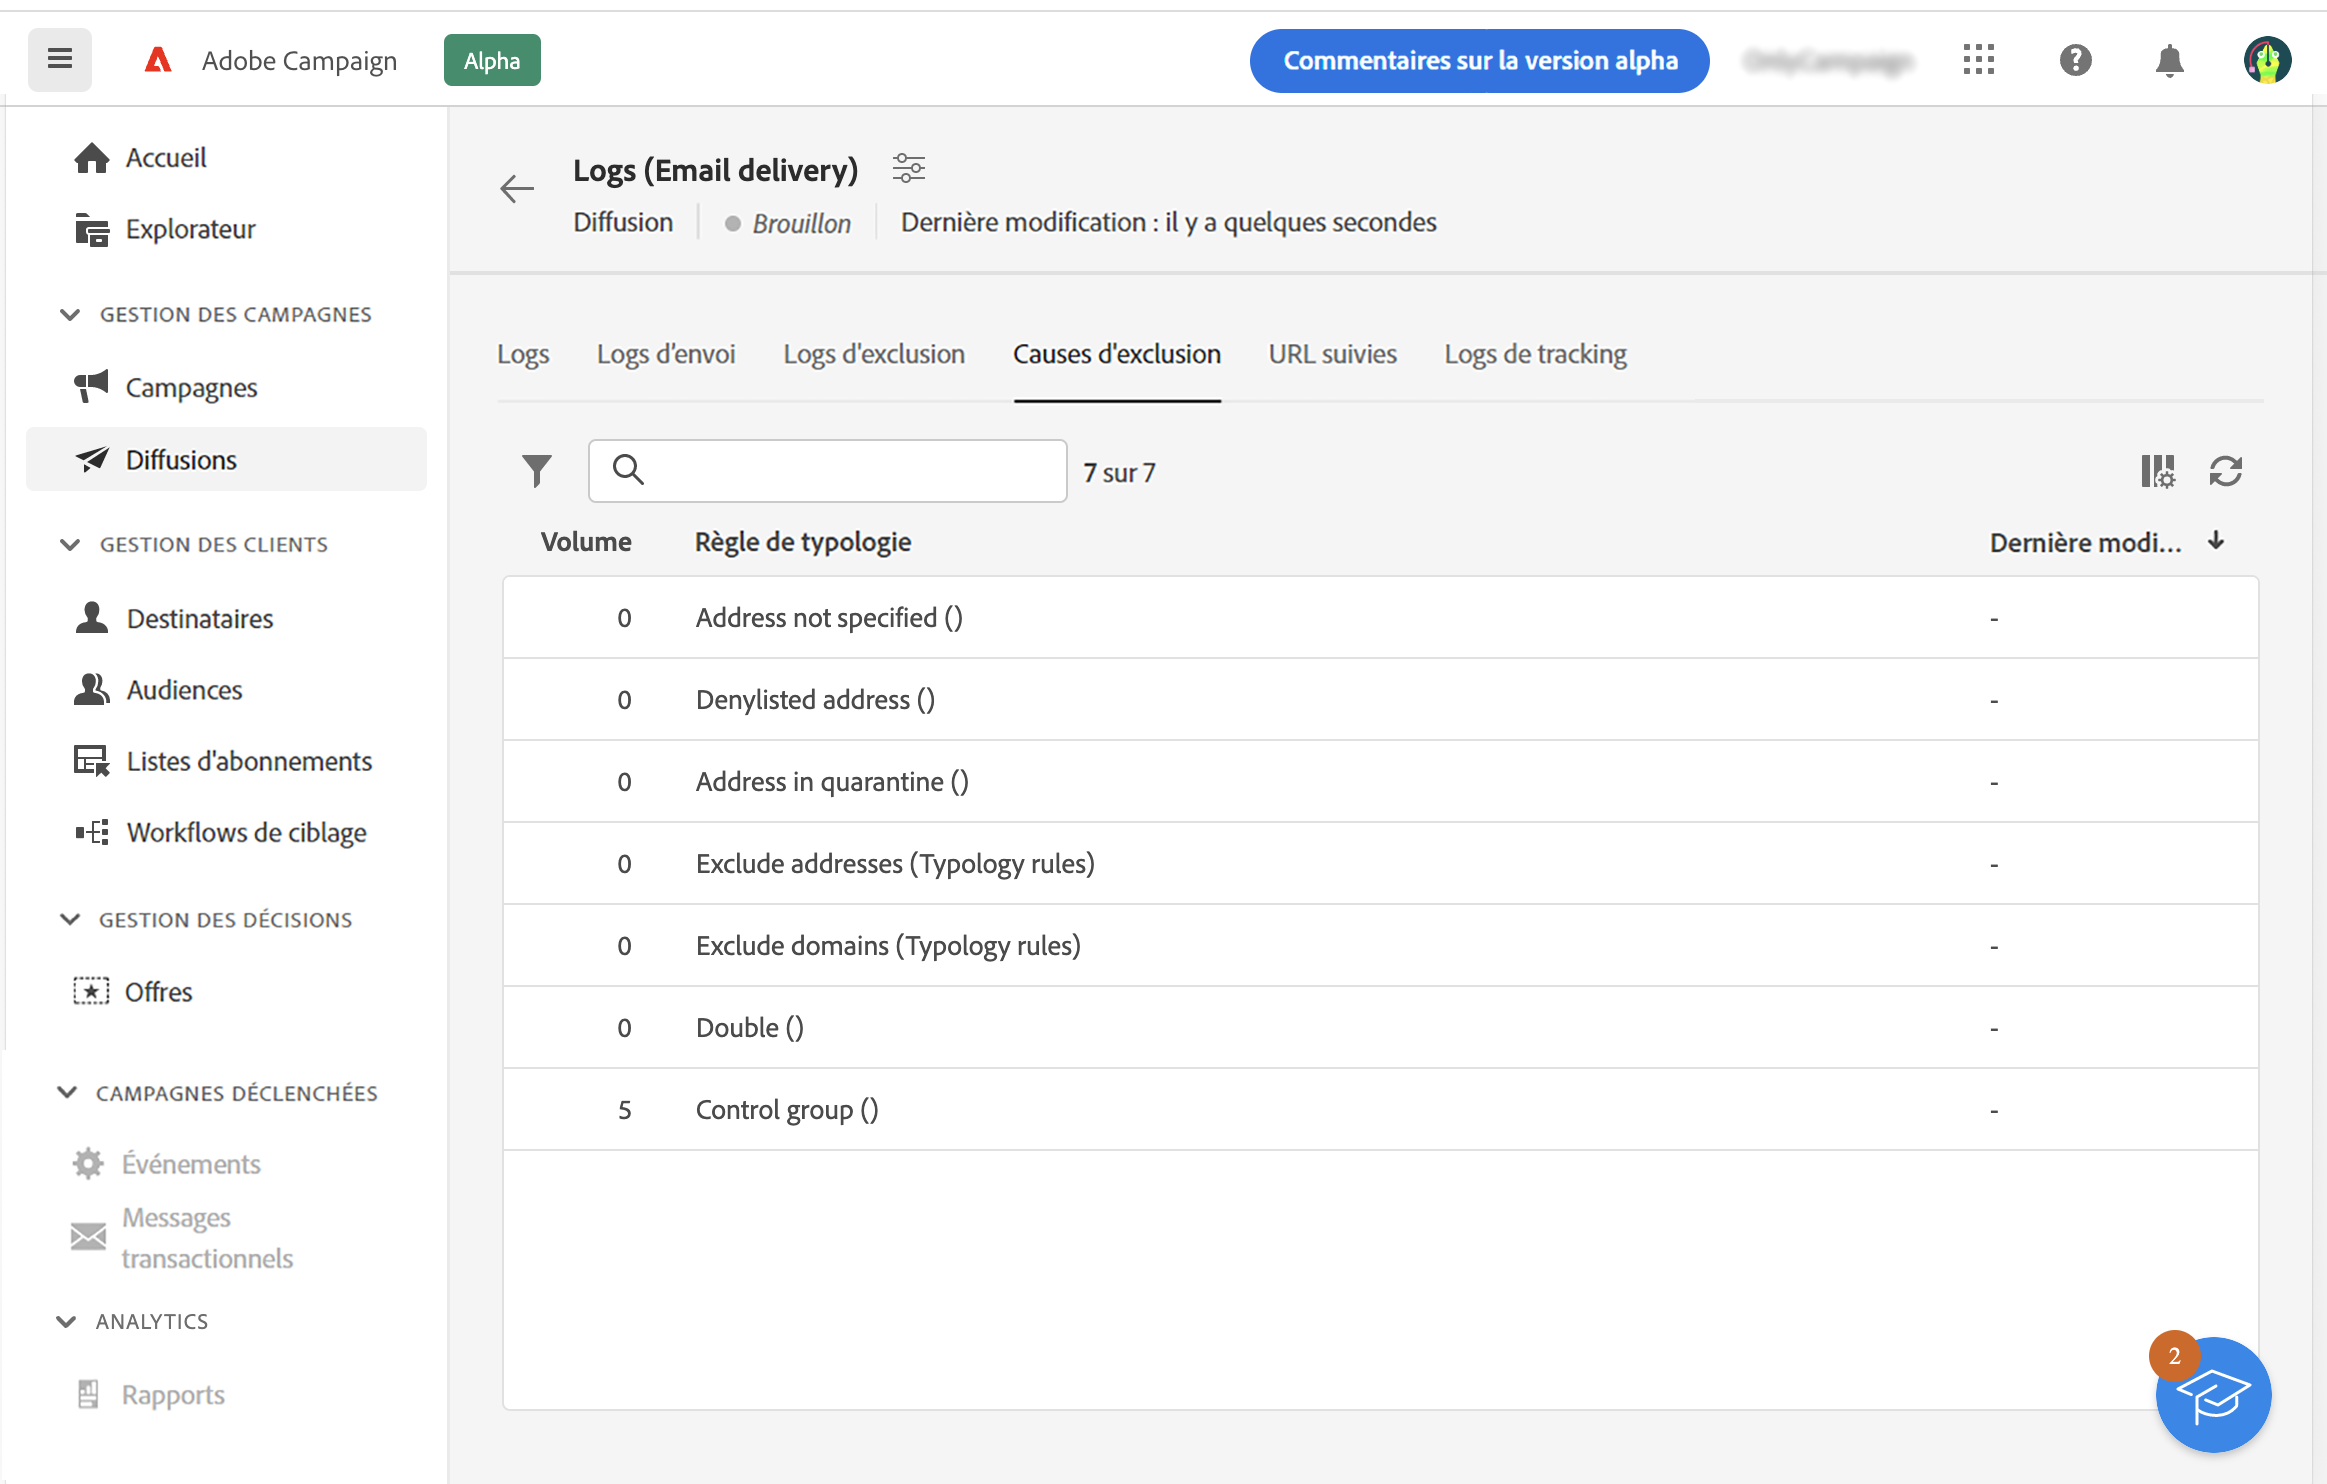 Adobe Campaign
Alpha
Commentaires sur la version alpha
Accueil
Explorateur
GESTION DES CAMPAGNES
Campagnes
Diffusions
GESTION DES CLIENTS
Destinataires
Audiences
Listes d'abonnements
Workflows de ciblage
GESTION DES DÉCISIONS
Offres
CAMPAGNES DÉCLENCHÉES
Événements
Messages
transactionnels
ANALYTICS
Rapports
Logs (Email delivery)
Diffusion
Brouillon
Dernière modification : il y a quelques secondes
Logs
Logs d'envoi
Logs d'exclusion
Causes d'exclusion
URL suivies
Logs de tracking
7 sur 7
Volume Règle de typologie Dernière modi...
0 Address not specified () -
0 Denylisted address () -
0 Address in quarantine () -
0 Exclude addresses (Typology rules) -
0 Exclude domains (Typology rules) -
0 Double () -
5 Control group () -
2